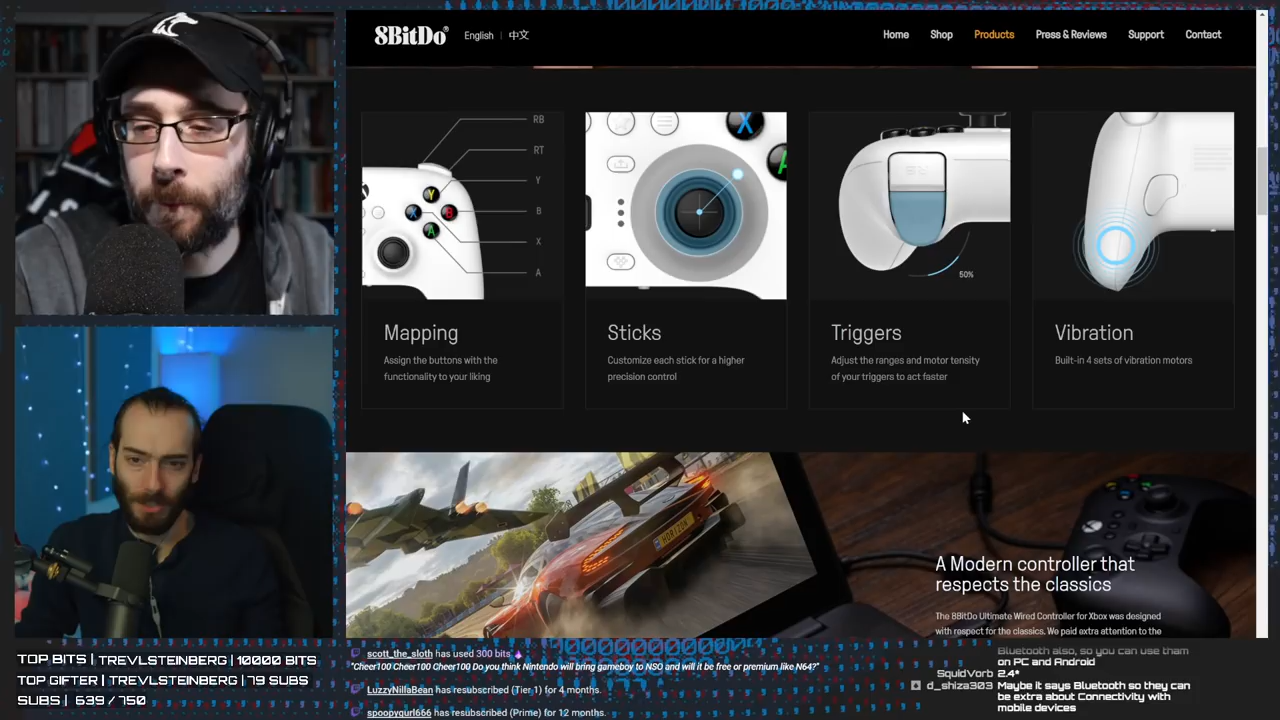 8BitDo
English | 中文
Home Shop Products Press & Reviews Support Contact
RB
RT
Y
B
X
A
Y
X B
A
X
A
50%
Mapping
Assign the buttons with the
functionality to your liking
Sticks
Customize each stick for a higher
precision control
Triggers
Adjust the ranges and motor tensity
of your triggers to act faster
Vibration
Built-in 4 sets of vibration motors
HORIZON
A Modern controller that
respects the classics
The 8BitDo Ultimate Wired Controller for Xbox was designed
with respect for the classics. We paid extra attention to the
TOP BITS | TREVLSTEINBERG | 10000 BITS
TOP GIFTER | TREVLSTEINBERG | 79 SUBS
SUBS | 639 / 750
scott_the_sloth has used 300 bits
"Cheer100 Cheer100 Cheer100 Do you think Nintendo will bring gameboy to NSO and will it be free or premium like N64?"
LuzzyNillaBean has resubscribed (Tier 1) for 4 months.
spoopygurl666 has resubscribed (Prime) for 12 months.
Bluetooth also, so you can use them
on PC and Android
SquidVorb 2.4*
d_shiza303 Maybe it says Bluetooth so they can
be extra about Connectivity with
mobile devices